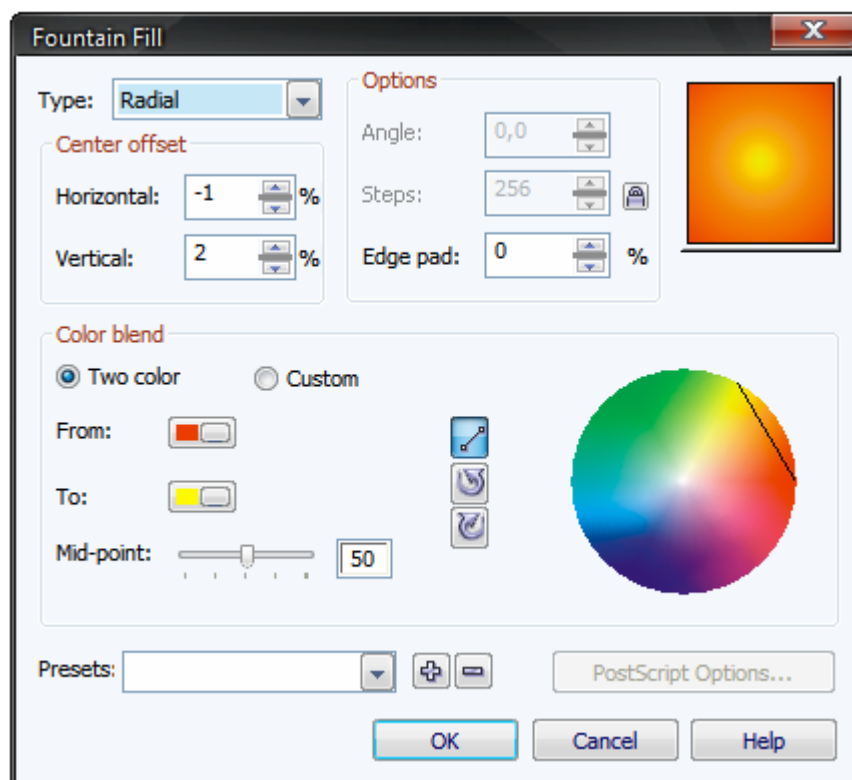 Fountain Fill
Type: Radial
Options
Angle: 0,0
Steps: 256
Edge pad: 0 %
Center offset
Horizontal: -1 %
Vertical: 2 %
Color blend
Two color Custom
From:
To:
Mid-point: 50
Presets:
PostScript Options...
OK Cancel Help